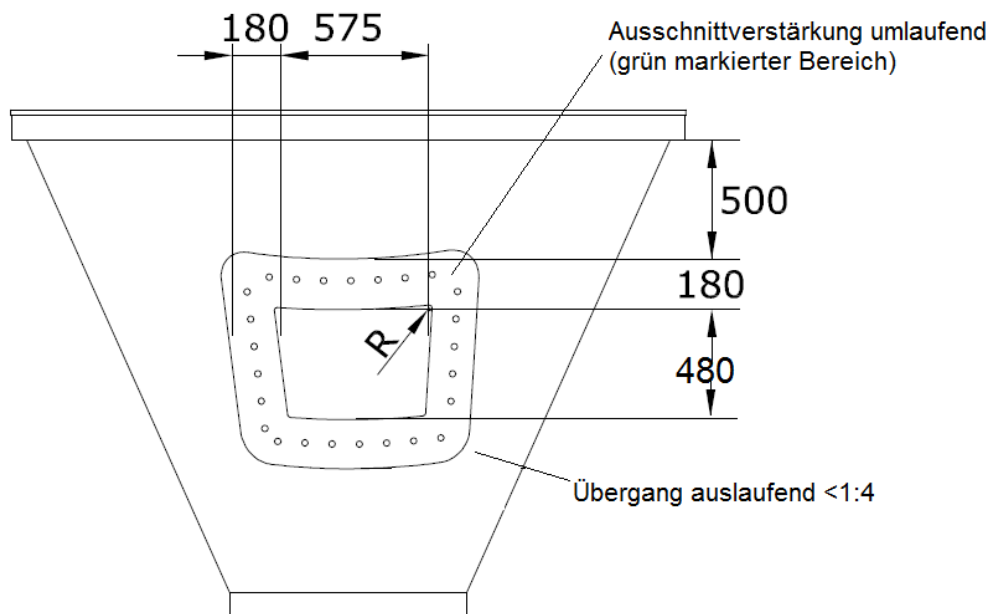 180 575
Ausschnittverstärkung umlaufend
(grün markierter Bereich)
500
180
R
480
Übergang auslaufend <1:4